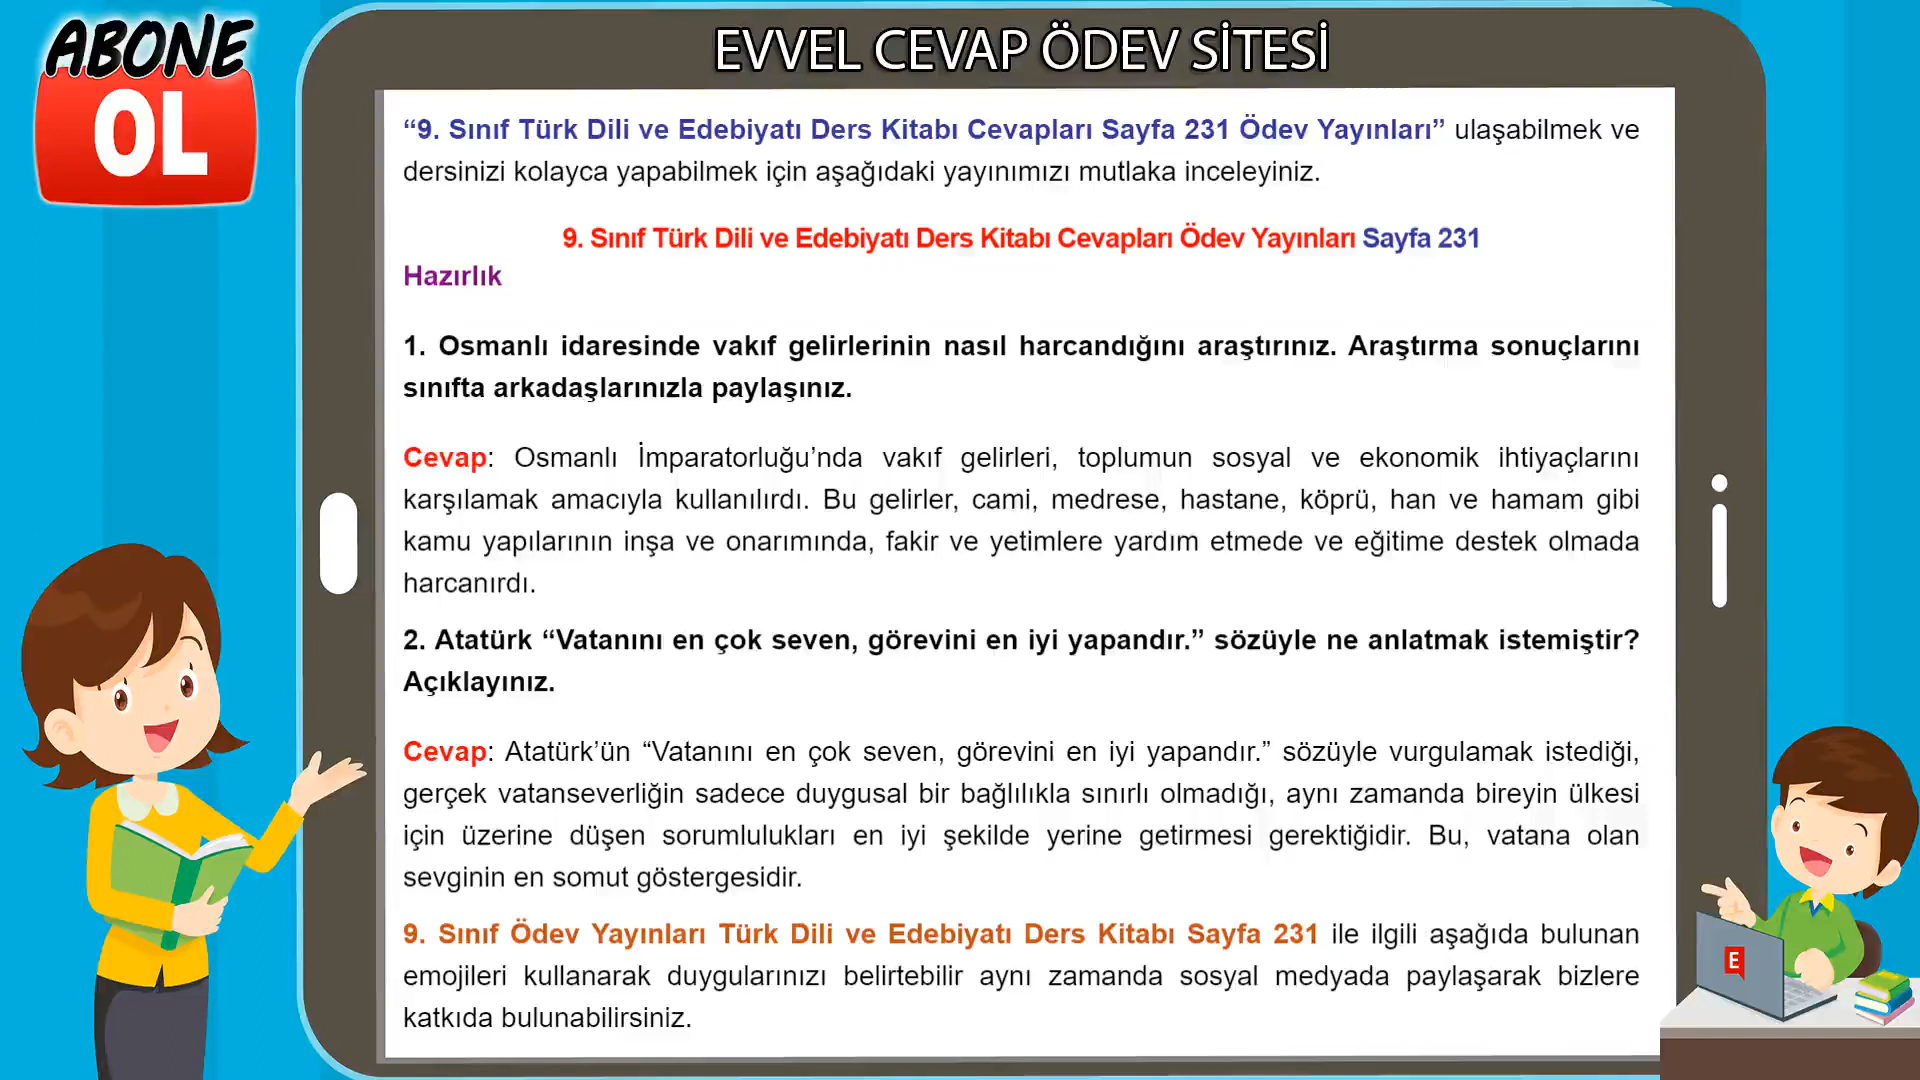 ABONE
OL
EVVEL CEVAP ÖDEV SİTESİ
“9. Sınıf Türk Dili ve Edebiyatı Ders Kitabı Cevapları Sayfa 231 Ödev Yayınları” ulaşabilmek ve
dersinizi kolayca yapabilmek için aşağıdaki yayınımızı mutlaka inceleyiniz.
9. Sınıf Türk Dili ve Edebiyatı Ders Kitabı Cevapları Ödev Yayınları Sayfa 231
Hazırlık
1. Osmanlı idaresinde vakıf gelirlerinin nasıl harcandığını araştırınız. Araştırma sonuçlarını
sınıfta arkadaşlarınızla paylaşınız.
Cevap: Osmanlı İmparatorluğu’nda vakıf gelirleri, toplumun sosyal ve ekonomik ihtiyaçlarını
karşılamak amacıyla kullanılırdı. Bu gelirler, cami, medrese, hastane, köprü, han ve hamam gibi
kamu yapılarının inşa ve onarımında, fakir ve yetimlere yardım etmede ve eğitime destek olmada
harcanırdı.
2. Atatürk “Vatanını en çok seven, görevini en iyi yapandır.” sözüyle ne anlatmak istemiştir?
Açıklayınız.
Cevap: Atatürk’ün “Vatanını en çok seven, görevini en iyi yapandır.” sözüyle vurgulamak istediği,
gerçek vatanseverliğin sadece duygusal bir bağlılıkla sınırlı olmadığı, aynı zamanda bireyin ülkesi
için üzerine düşen sorumlulukları en iyi şekilde yerine getirmesi gerektiğidir. Bu, vatana olan
sevginin en somut göstergesidir.
9. Sınıf Ödev Yayınları Türk Dili ve Edebiyatı Ders Kitabı Sayfa 231 ile ilgili aşağıda bulunan
emojileri kullanarak duygularınızı belirtebilir aynı zamanda sosyal medyada paylaşarak bizlere
katkıda bulunabilirsiniz.
E